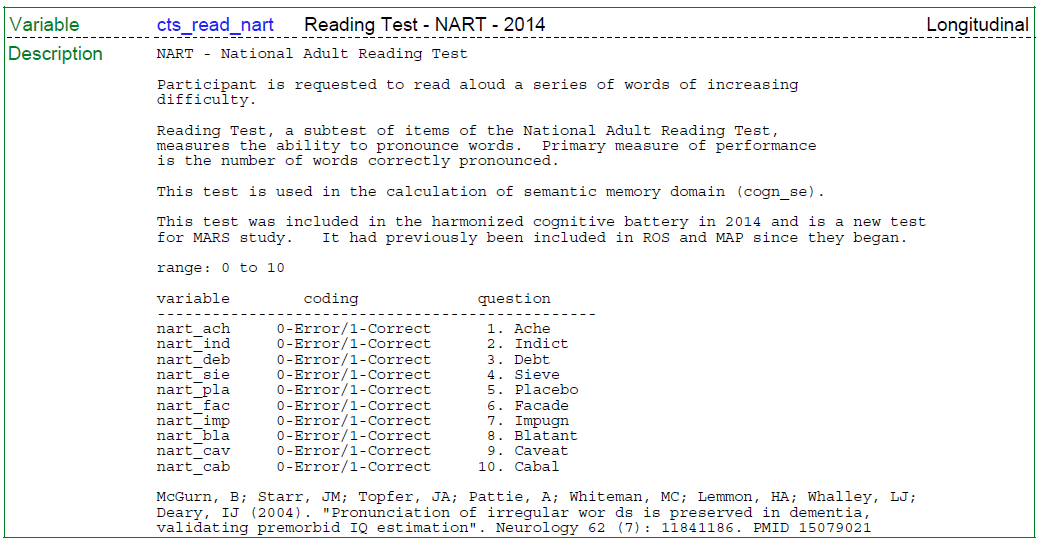 Variable cts_read_nart Reading Test - NART - 2014 Longitudinal
Description NART - National Adult Reading Test
Participant is requested to read aloud a series of words of increasing
difficulty.
Reading Test, a subtest of items of the National Adult Reading Test,
measures the ability to pronounce words. Primary measure of performance
is the number of words correctly pronounced.
This test is used in the calculation of semantic memory domain (cogn_se).
This test was included in the harmonized cognitive battery in 2014 and is a new test
for MARS study. It had previously been included in ROS and MAP since they began.
range: 0 to 10
variable coding question
------------------------------------------------
nart_ach 0-Error/1-Correct 1. Ache
nart_ind 0-Error/1-Correct 2. Indict
nart_deb 0-Error/1-Correct 3. Debt
nart_sie 0-Error/1-Correct 4. Sieve
nart_pla 0-Error/1-Correct 5. Placebo
nart_fac 0-Error/1-Correct 6. Facade
nart_imp 0-Error/1-Correct 7. Impugn
nart_bla 0-Error/1-Correct 8. Blatant
nart_cav 0-Error/1-Correct 9. Caveat
nart_cab 0-Error/1-Correct 10. Cabal
McGurn, B; Starr, JM; Topfer, JA; Pattie, A; Whiteman, MC; Lemmon, HA; Whalley, LJ;
Deary, IJ (2004). "Pronunciation of irregular wor ds is preserved in dementia,
validating premorbid IQ estimation". Neurology 62 (7): 11841186. PMID 15079021